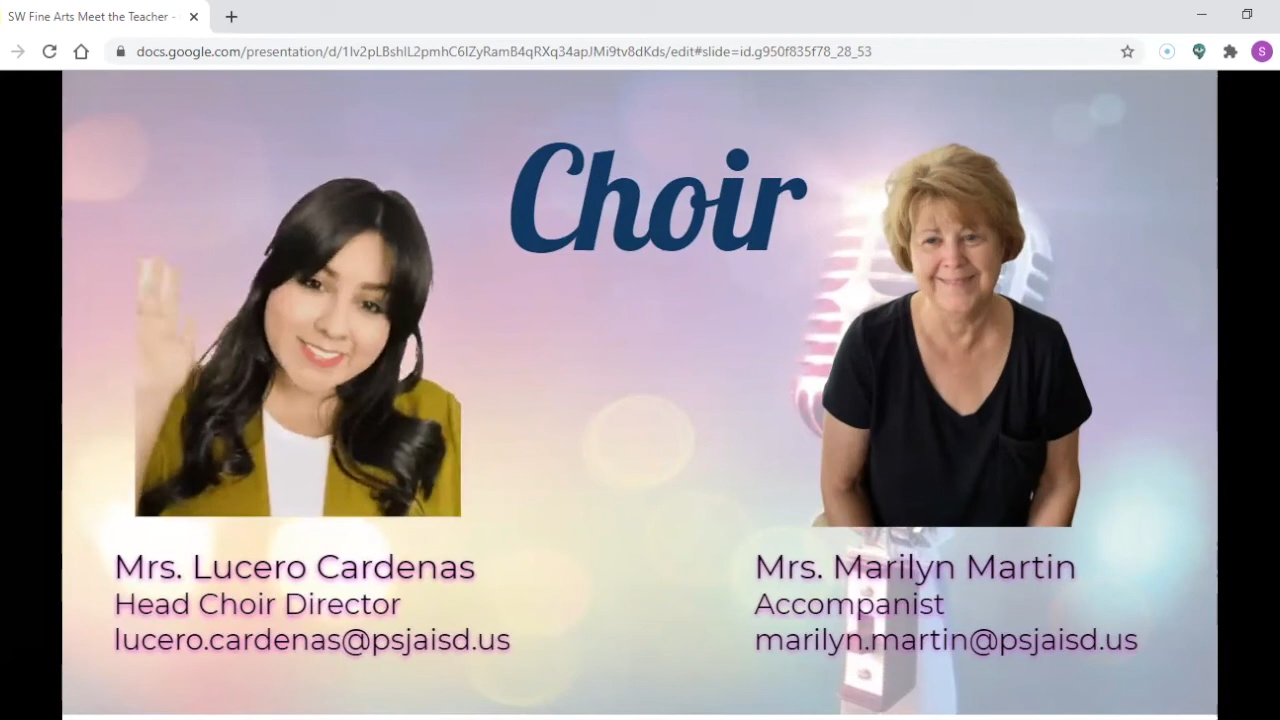 SW Fine Arts Meet the Teacher -
docs.google.com/presentation/d/1Iv2pLBshlL2pmhC6lZyRamB4qRXq34apJMi9tv8dKds/edit#slide=id.g950f835f78_28_53
S
Choir
Mrs. Lucero Cardenas
Head Choir Director
lucero.cardenas@psjaisd.us
Mrs. Marilyn Martin
Accompanist
marilyn.martin@psjaisd.us